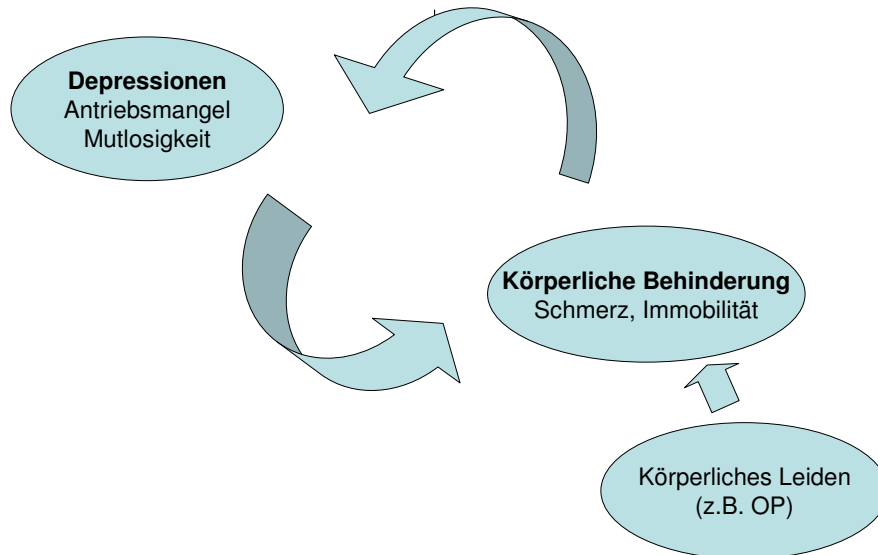 Depressionen
Antriebsmangel
Mutlosigkeit
Körperliche Behinderung
Schmerz, Immobilität
Körperliches Leiden
(z.B. OP)